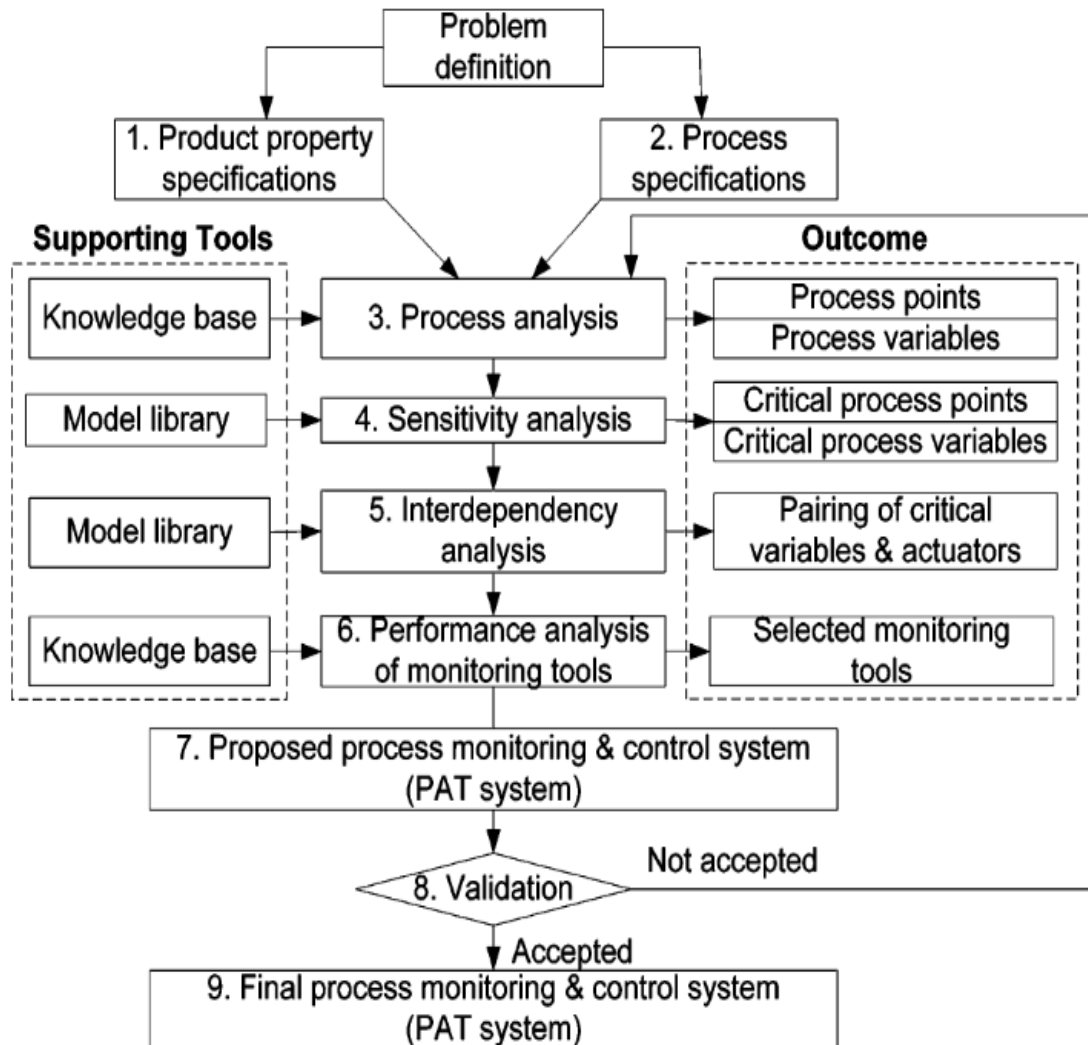 Problem
definition
1. Product property
specifications
2. Process
specifications
Supporting Tools
Outcome
Knowledge base
3. Process analysis
Process points
Process variables
Model library
4. Sensitivity analysis
Critical process points
Critical process variables
Model library
5. Interdependency
analysis
Pairing of critical
variables & actuators
Knowledge base
6. Performance analysis
of monitoring tools
Selected monitoring
tools
7. Proposed process monitoring & control system
(PAT system)
8. Validation
Not accepted
Accepted
9. Final process monitoring & control system
(PAT system)